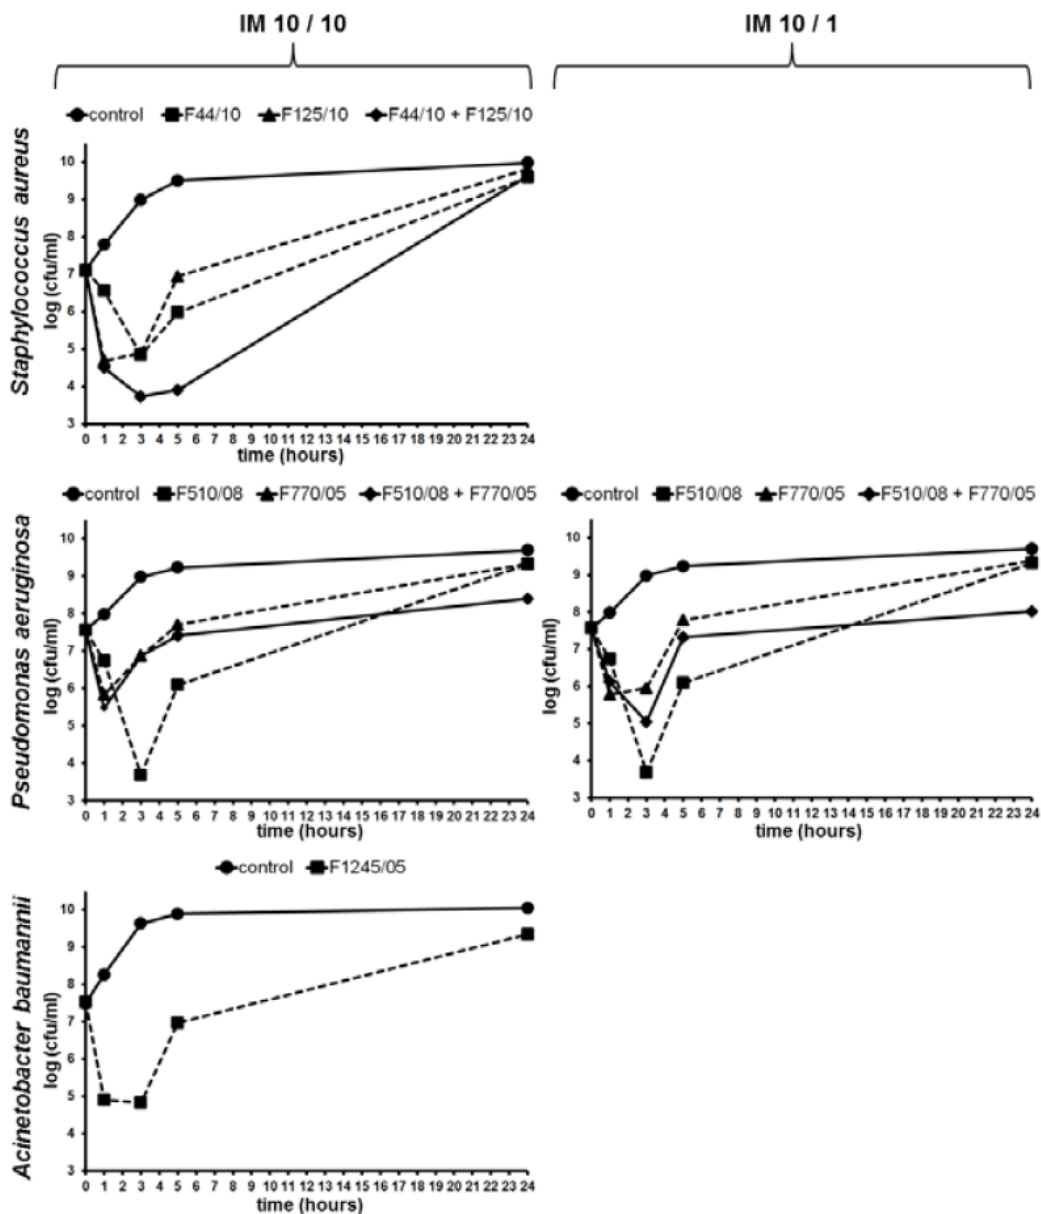 IM 10 / 10
IM 10 / 1
control F44/10 F125/10 F44/10 + F125/10
Staphylococcus aureus
log (cfu/ml)
10
9
8
7
6
5
4
3
0 1 2 3 4 5 6 7 8 9 10 11 12 13 14 15 16 17 18 19 20 21 22 23 24
time (hours)
control F510/08 F770/05 F510/08 + F770/05
Pseudomonas aeruginosa
log (cfu/ml)
10
9
8
7
6
5
4
3
0 1 2 3 4 5 6 7 8 9 10 11 12 13 14 15 16 17 18 19 20 21 22 23 24
time (hours)
control F510/08 F770/05 F510/08 + F770/05
log (cfu/ml)
10
9
8
7
6
5
4
3
0 1 2 3 4 5 6 7 8 9 10 11 12 13 14 15 16 17 18 19 20 21 22 23 24
time (hours)
control F1245/05
Acinetobacter baumannii
log (cfu/ml)
10
9
8
7
6
5
4
3
0 1 2 3 4 5 6 7 8 9 10 11 12 13 14 15 16 17 18 19 20 21 22 23 24
time (hours)